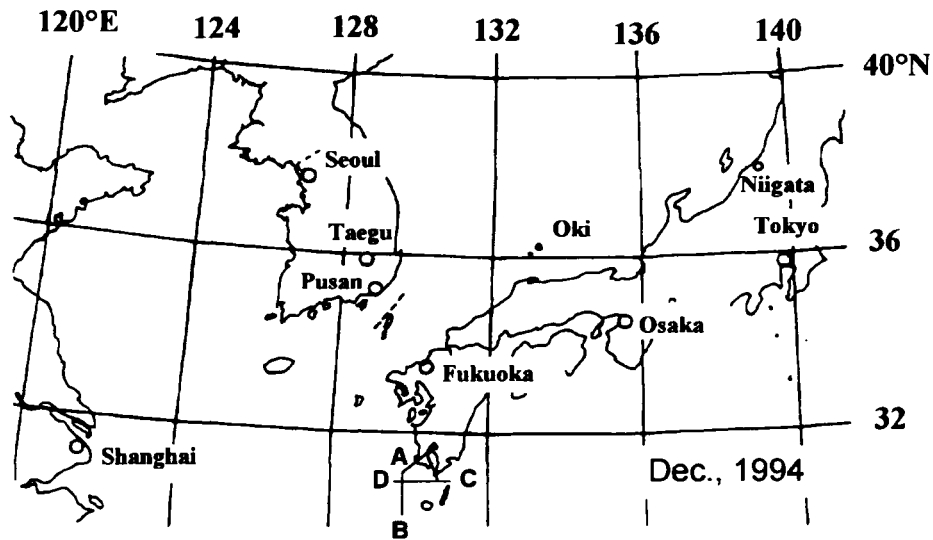 120°E 124 128 132 136 140
40°N
Seoul
Niigata
Taegu
Oki
Tokyo
36
Pusan
Osaka
Fukuoka
32
Shanghai
A
D
C
Dec., 1994
B